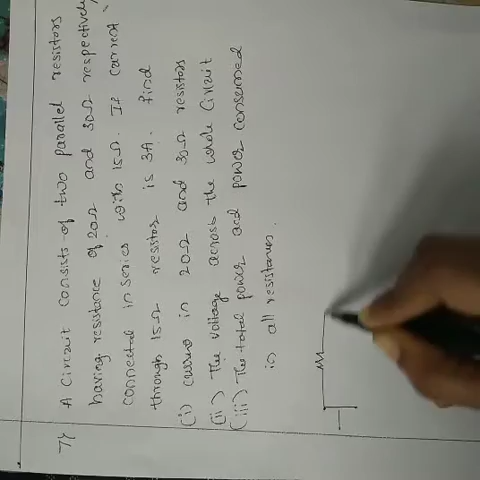 7) A Circuit consists of two parallel resistors
having resistance of 20Ω and 30Ω respectively
connected in series with 15Ω. If current
through 15Ω resistor is 3A. Find
(i) current in 20Ω and 30Ω resistors
(ii) The voltage across the whole Circuit
(iii) The total power and power consumed
in all resistances.